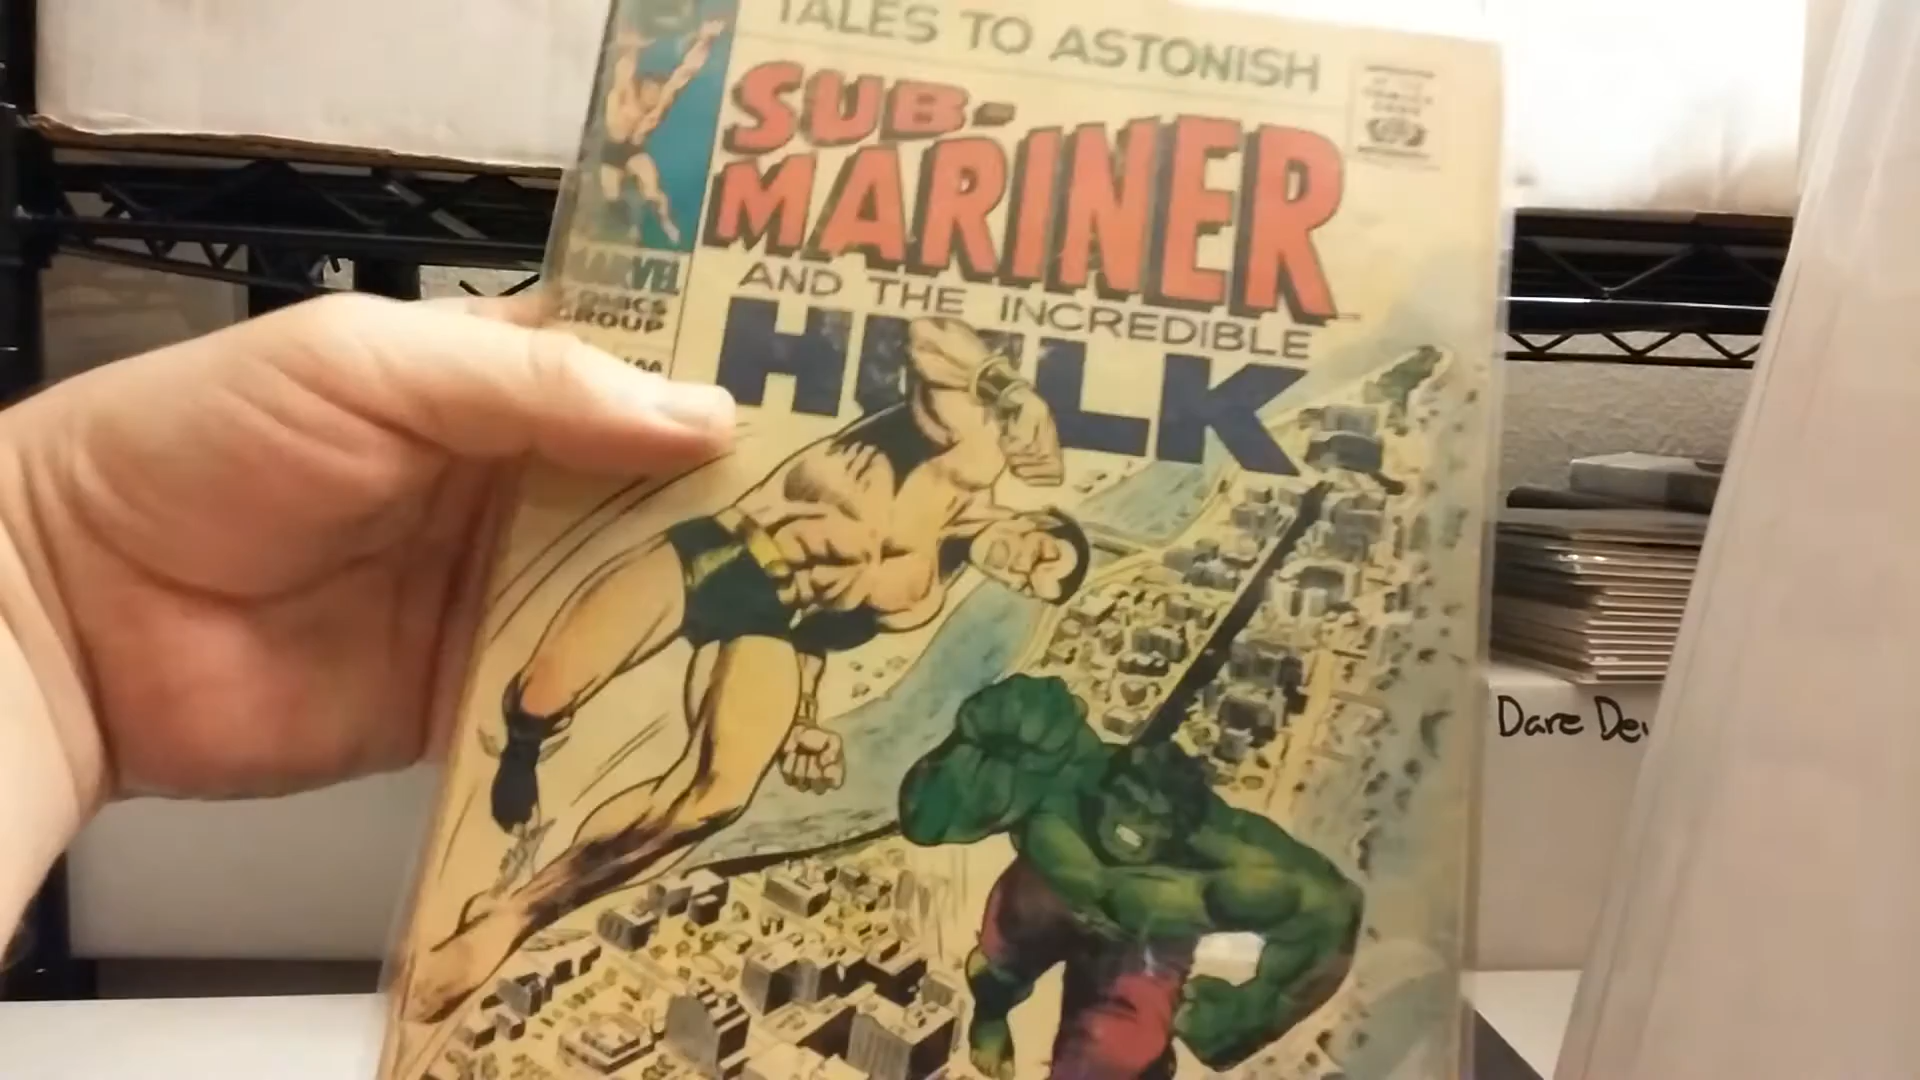 TALES TO ASTONISH
SUB-
MARINER
AND THE INCREDIBLE
HULK
MARVEL
COMICS
GROUP
Dare De